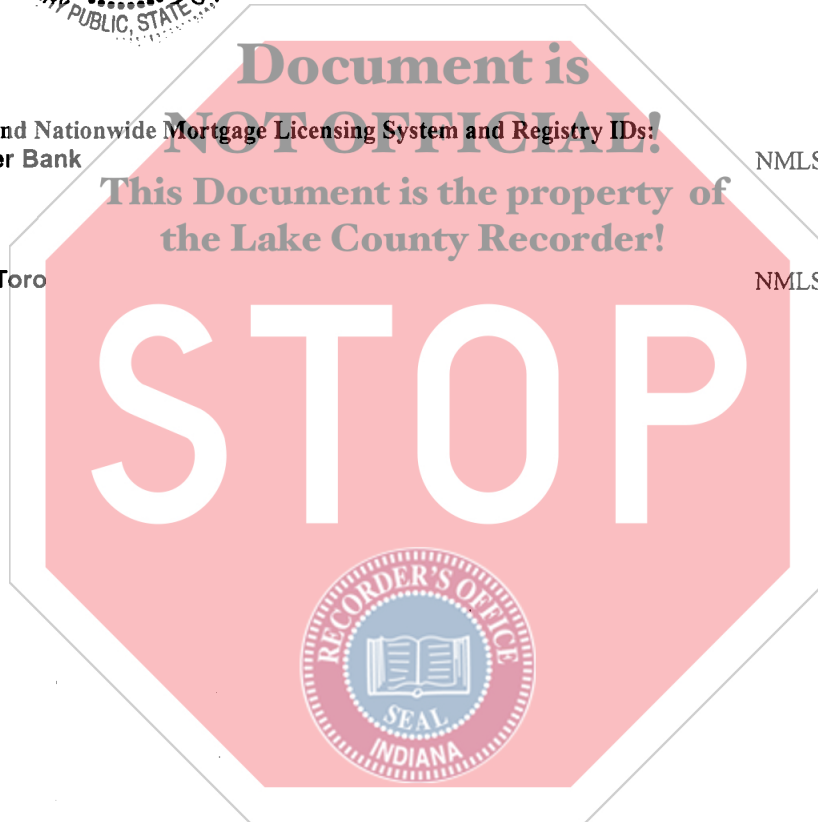 PUBLIC, STATE
Document is
NOT OFFICIAL!
nd Nationwide Mortgage Licensing System and Registry IDs:
er Bank NMLS
This Document is the property of
the Lake County Recorder!
Toro NMLS
STOP
RECORDER'S OFFICE
SEAL
INDIANA